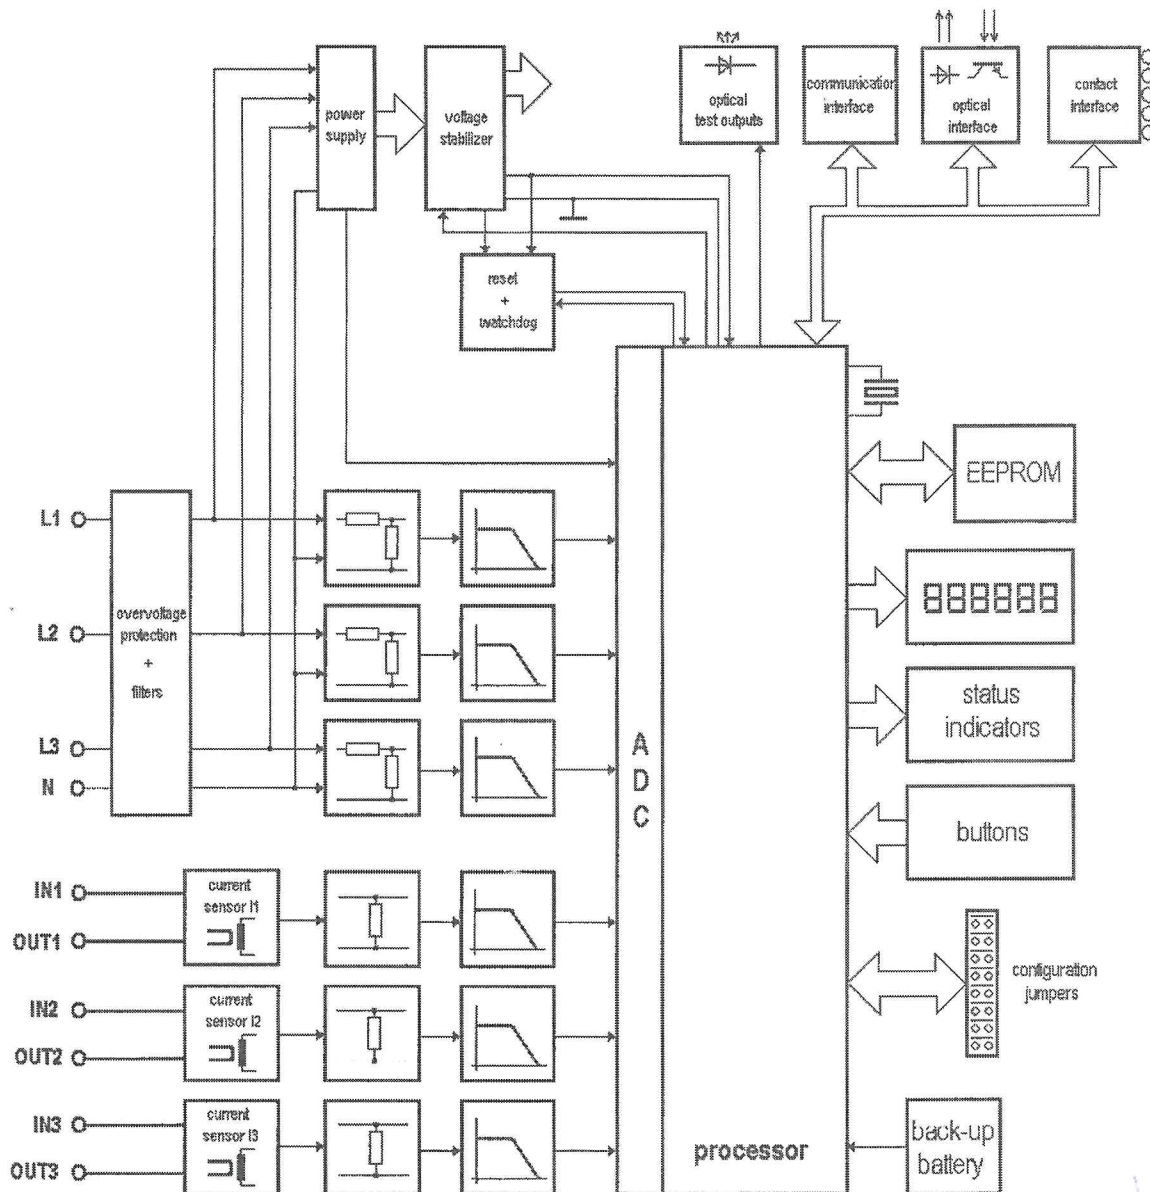 power
supply
voltage
stabilizer
optical
test outputs
communication
interface
optical
interface
contact
interface
reset
+
watchdog
EEPROM
L1
L2
L3
N
overvoltage
protection
+
filters
status
indicators
A
D
C
buttons
IN1
OUT1
current
sensor I1
IN2
OUT2
current
sensor I2
IN3
OUT3
current
sensor I3
configuration
jumpers
processor
back-up
battery